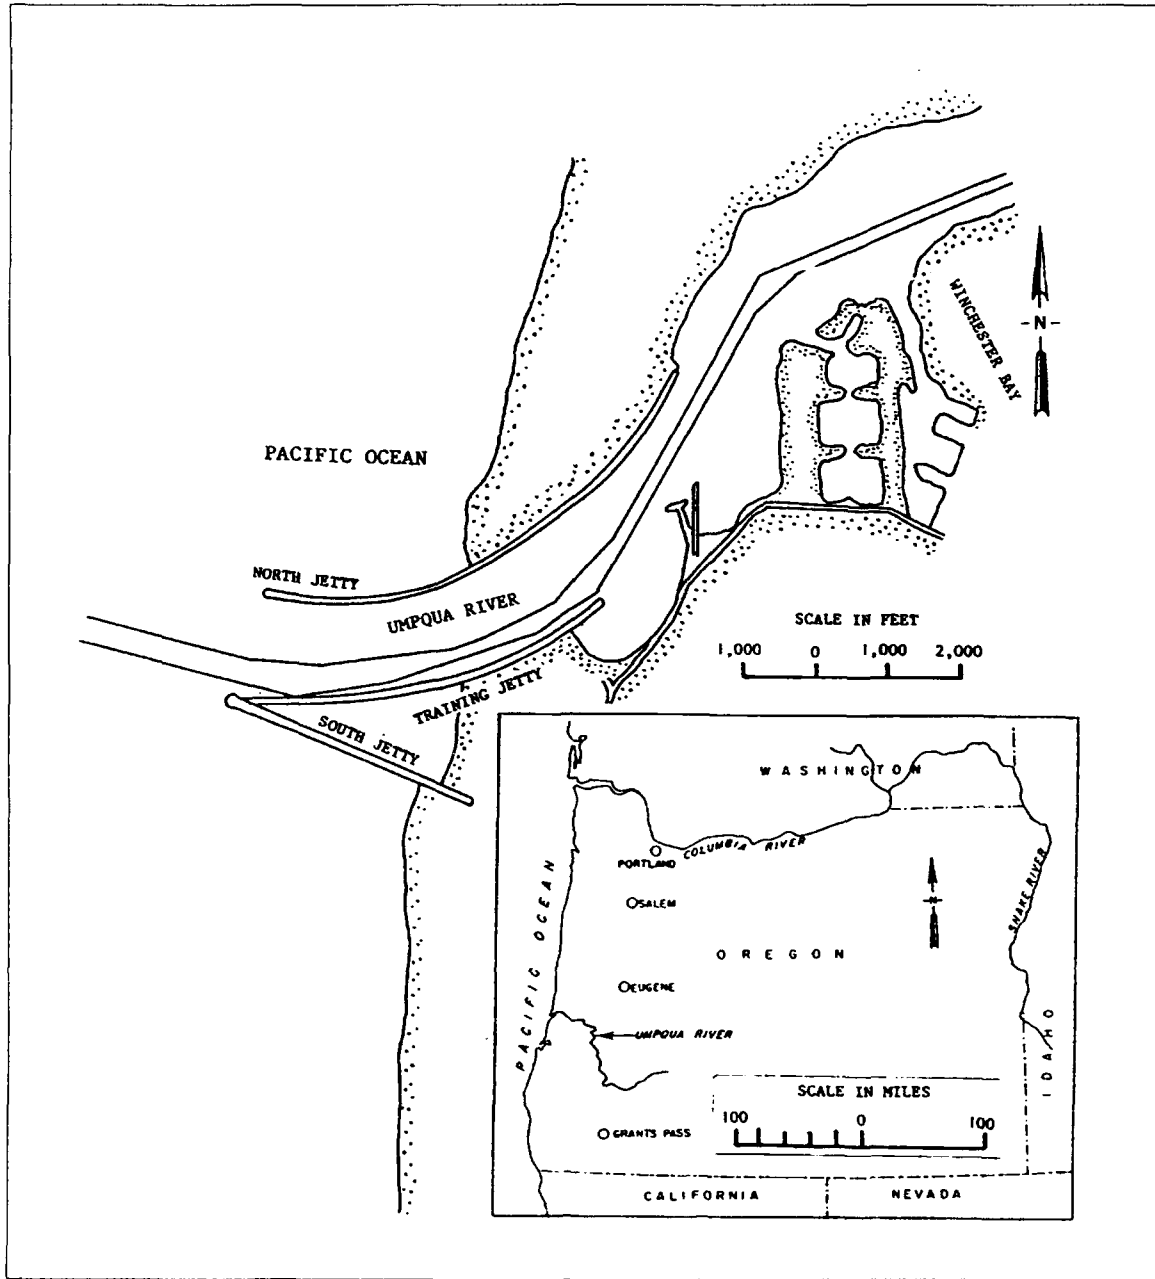 WINCHESTER BAY
-N-
PACIFIC OCEAN
NORTH JETTY
UMPQUA RIVER
SCALE IN FEET
1,000 0 1,000 2,000
TRAINING JETTY
SOUTH JETTY
WASHINGTON
COLUMBIA RIVER
PORTLAND
SNAKE RIVER
PACIFIC OCEAN
SALEM
N
OREGON
EUGENE
UMPQUA RIVER
IDAHO
SCALE IN MILES
100 0 100
GRANTS PASS
CALIFORNIA
NEVADA